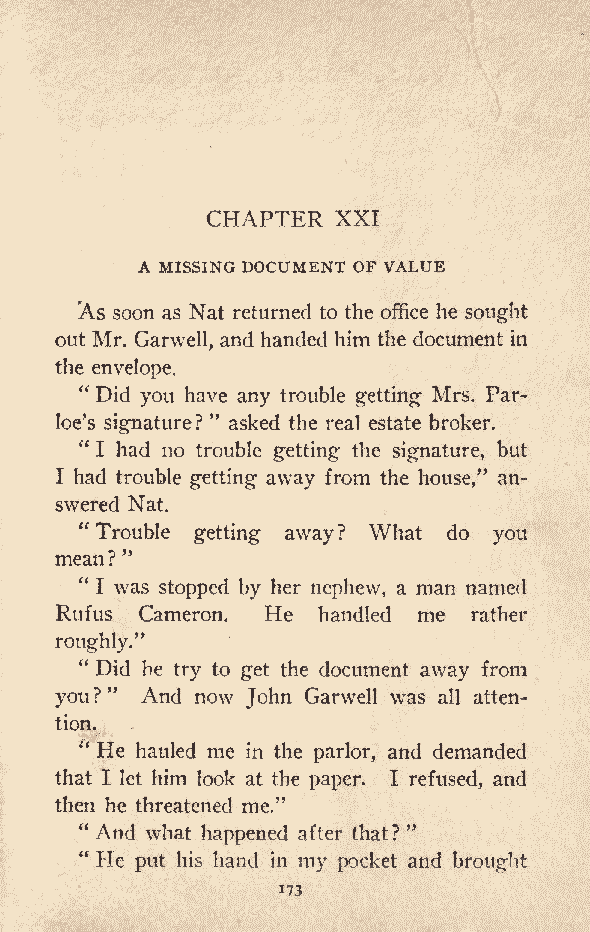 CHAPTER XXI
A MISSING DOCUMENT OF VALUE
As soon as Nat returned to the office he sought
out Mr. Garwell, and handed him the document in
the envelope.
“ Did you have any trouble getting Mrs. Par-
loe’s signature? ” asked the real estate broker.
“ I had no trouble getting the signature, but
I had trouble getting away from the house,” an-
swered Nat.
“ Trouble getting away? What do you
mean? ”
“ I was stopped by her nephew, a man named
Rufus Cameron. He handled me rather
roughly.”
“ Did he try to get the document away from
you? ” And now John Garwell was all atten-
tion.
“ He hauled me in the parlor, and demanded
that I let him look at the paper. I refused, and
then he threatened me.”
“ And what happened after that? ”
“ He put his hand in my pocket and brought
173